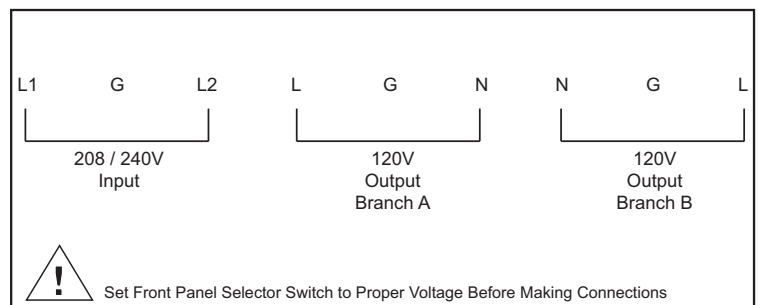 L1 G L2 L G N N G L
208 / 240V 120V 120V
Input Output Output
Branch A Branch B
! Set Front Panel Selector Switch to Proper Voltage Before Making Connections